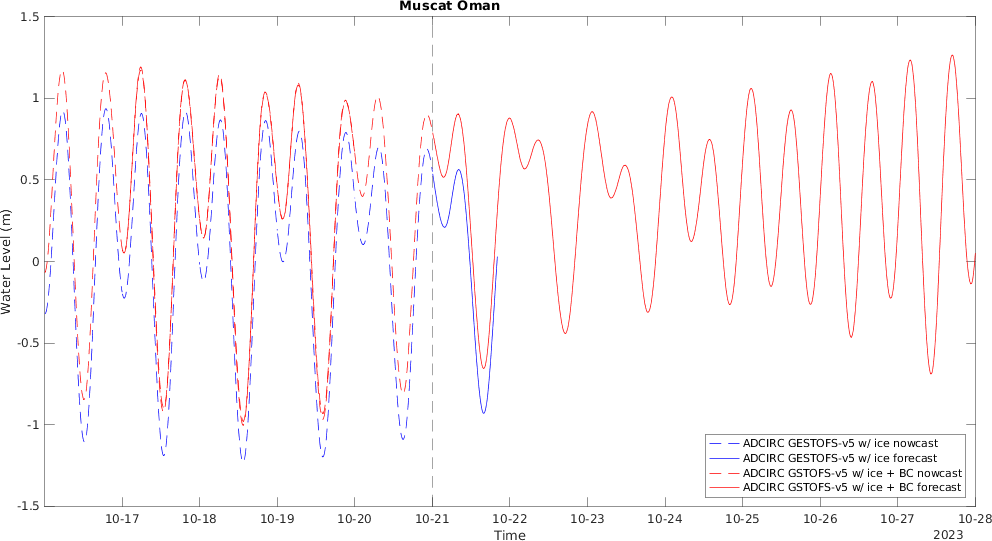 Muscat Oman
1.5
1
0.5
0
-0.5
-1
-1.5
Water Level (m)
ADCIRC GESTOFS-v5 w/ ice nowcast
ADCIRC GESTOFS-v5 w/ ice forecast
ADCIRC GSTOFS-v5 w/ ice + BC nowcast
ADCIRC GSTOFS-v5 w/ ice + BC forecast
10-17 10-18 10-19 10-20 10-21 10-22 10-23 10-24 10-25 10-26 10-27 10-28
Time
2023